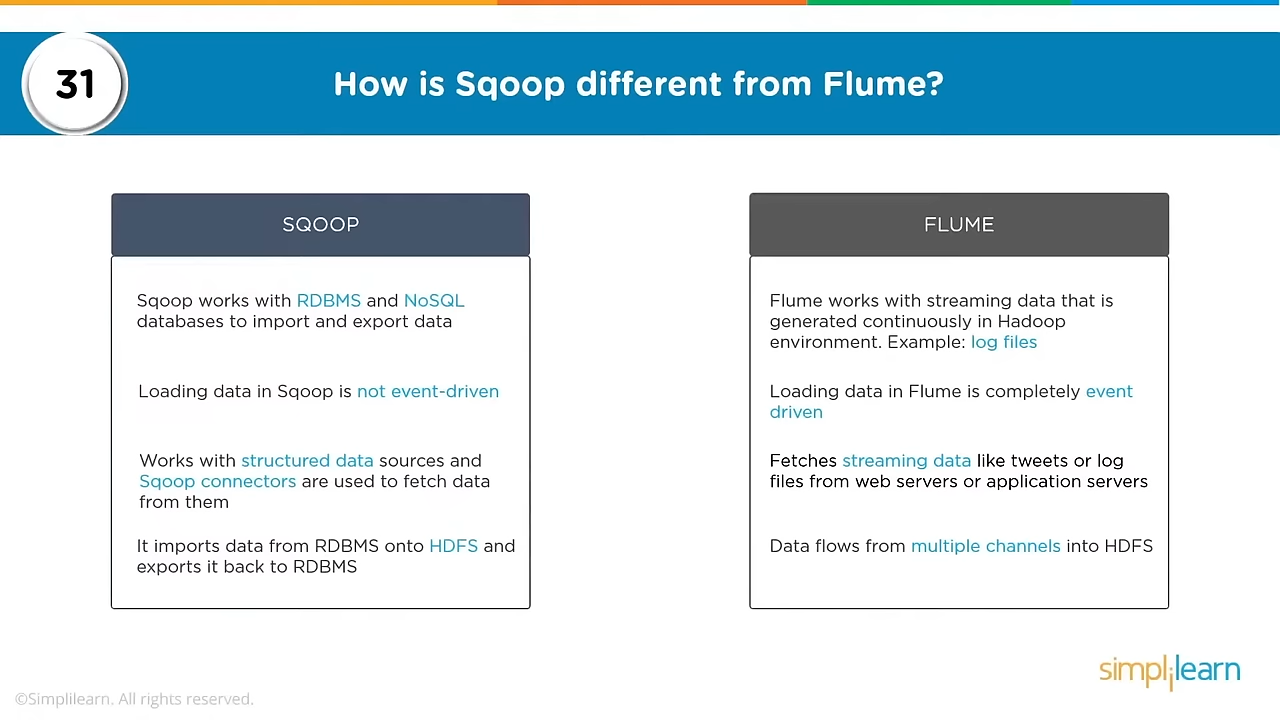 31
How is Sqoop different from Flume?
SQOOP
Sqoop works with RDBMS and NoSQL
databases to import and export data
Loading data in Sqoop is not event-driven
Works with structured data sources and
Sqoop connectors are used to fetch data
from them
It imports data from RDBMS onto HDFS and
exports it back to RDBMS
FLUME
Flume works with streaming data that is
generated continuously in Hadoop
environment. Example: log files
Loading data in Flume is completely event
driven
Fetches streaming data like tweets or log
files from web servers or application servers
Data flows from multiple channels into HDFS
simplilearn
©Simplilearn. All rights reserved.